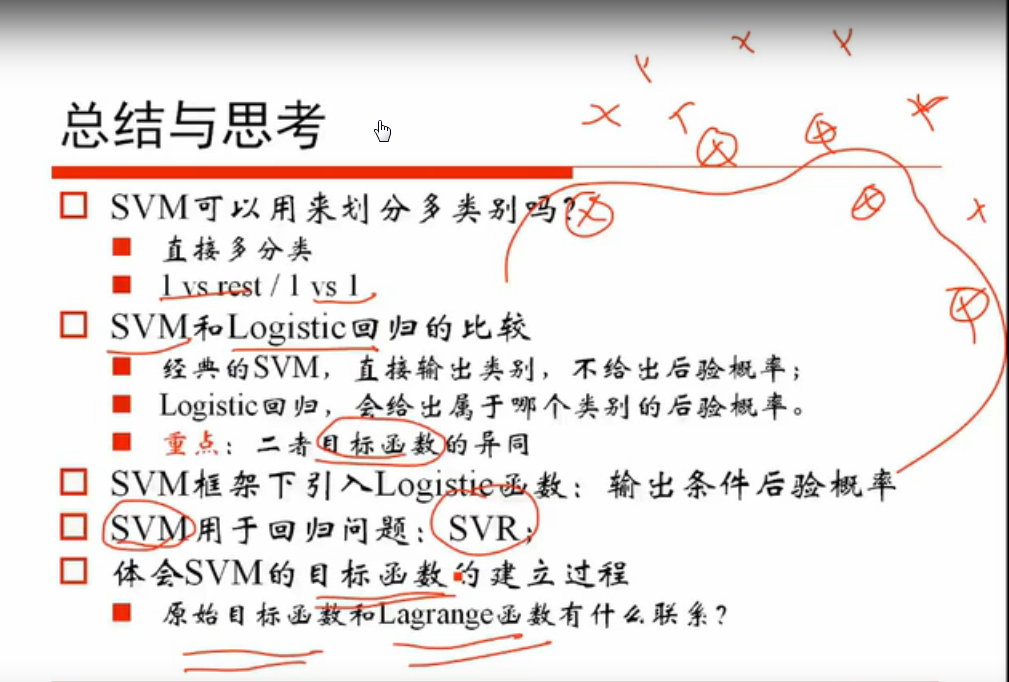 总结与思考
SVM可以用来划分多类别吗?
直接多分类
1 vs rest / 1 vs 1
SVM和Logistic回归的比较
经典的SVM，直接输出类别，不给出后验概率；
Logistic回归，会给出属于哪个类别的后验概率。
重点：二者目标函数的异同
SVM框架下引入Logistic函数：输出条件后验概率
SVM用于回归问题：SVR；
体会SVM的目标函数的建立过程
原始目标函数和Lagrange函数有什么联系？